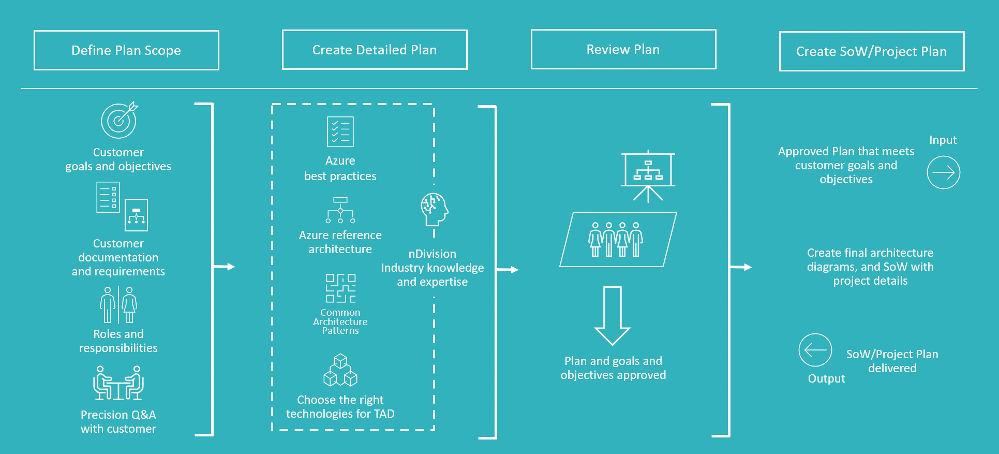 Define Plan Scope
Create Detailed Plan
Review Plan
Create SoW/Project Plan
Customer
goals and objectives
Customer
documentation
and requirements
Roles and
responsibilities
Precision Q&A
with customer
Azure
best practices
Azure reference
architecture
Common
Architecture
Patterns
Choose the right
technologies for TAD
nDivision
Industry knowledge
and expertise
Plan and goals and
objectives approved
Input
Approved Plan that meets
customer goals and
objectives
Create final architecture
diagrams, and SoW with
project details
SoW/Project Plan
delivered
Output